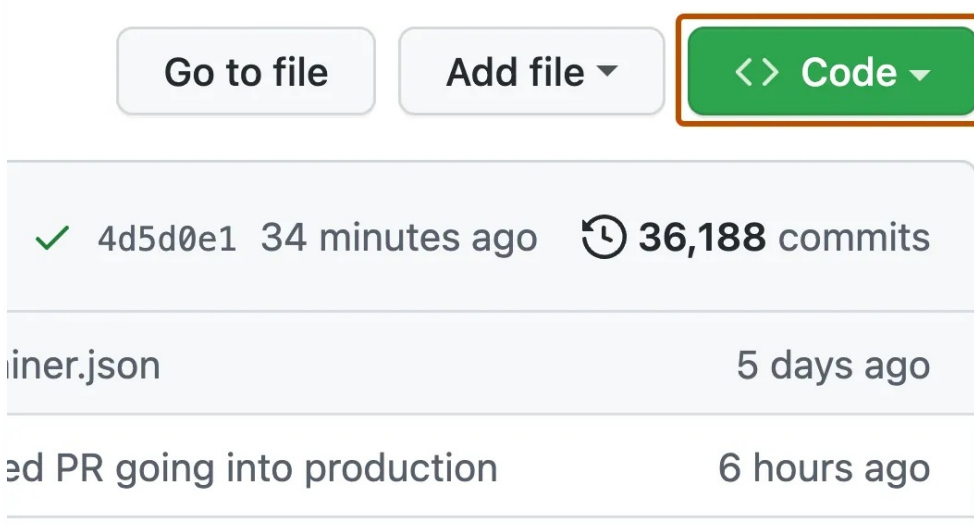 Go to file Add file <> Code
4d5d0e1 34 minutes ago 36,188 commits
iner.json 5 days ago
ed PR going into production 6 hours ago